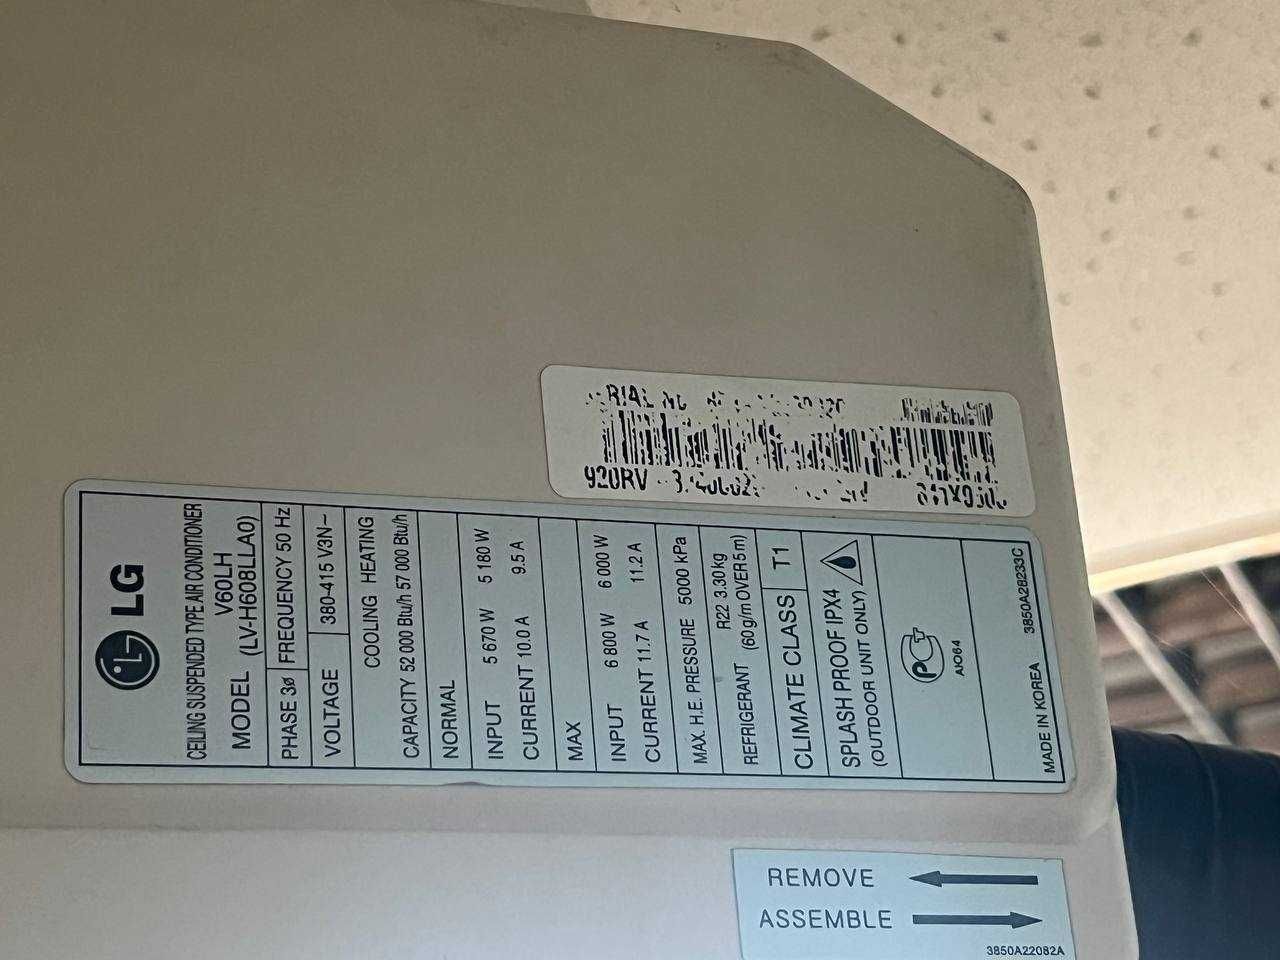 LG
CEILING SUSPENDED TYPE AIR CONDITIONER
MODEL V60LH
(LV-H608LLA0)
PHASE 3ø FREQUENCY 50 Hz
VOLTAGE 380-415 V3N~
COOLING HEATING
CAPACITY 52 000 Btu/h 57 000 Btu/h
NORMAL
INPUT 5 670 W 5 180 W
CURRENT 10.0 A 9.5 A
MAX
INPUT 6 800 W 6 000 W
CURRENT 11.7 A 11.2 A
MAX. H.E. PRESSURE 5000 kPa
REFRIGERANT R22 3.30kg
(60g/m OVER 5m)
CLIMATE CLASS T1
SPLASH PROOF IPX4
(OUTDOOR UNIT ONLY)
PCT
АЮ64
MADE IN KOREA 3850A28233C
920RV
REMOVE
ASSEMBLE
3850A22082A